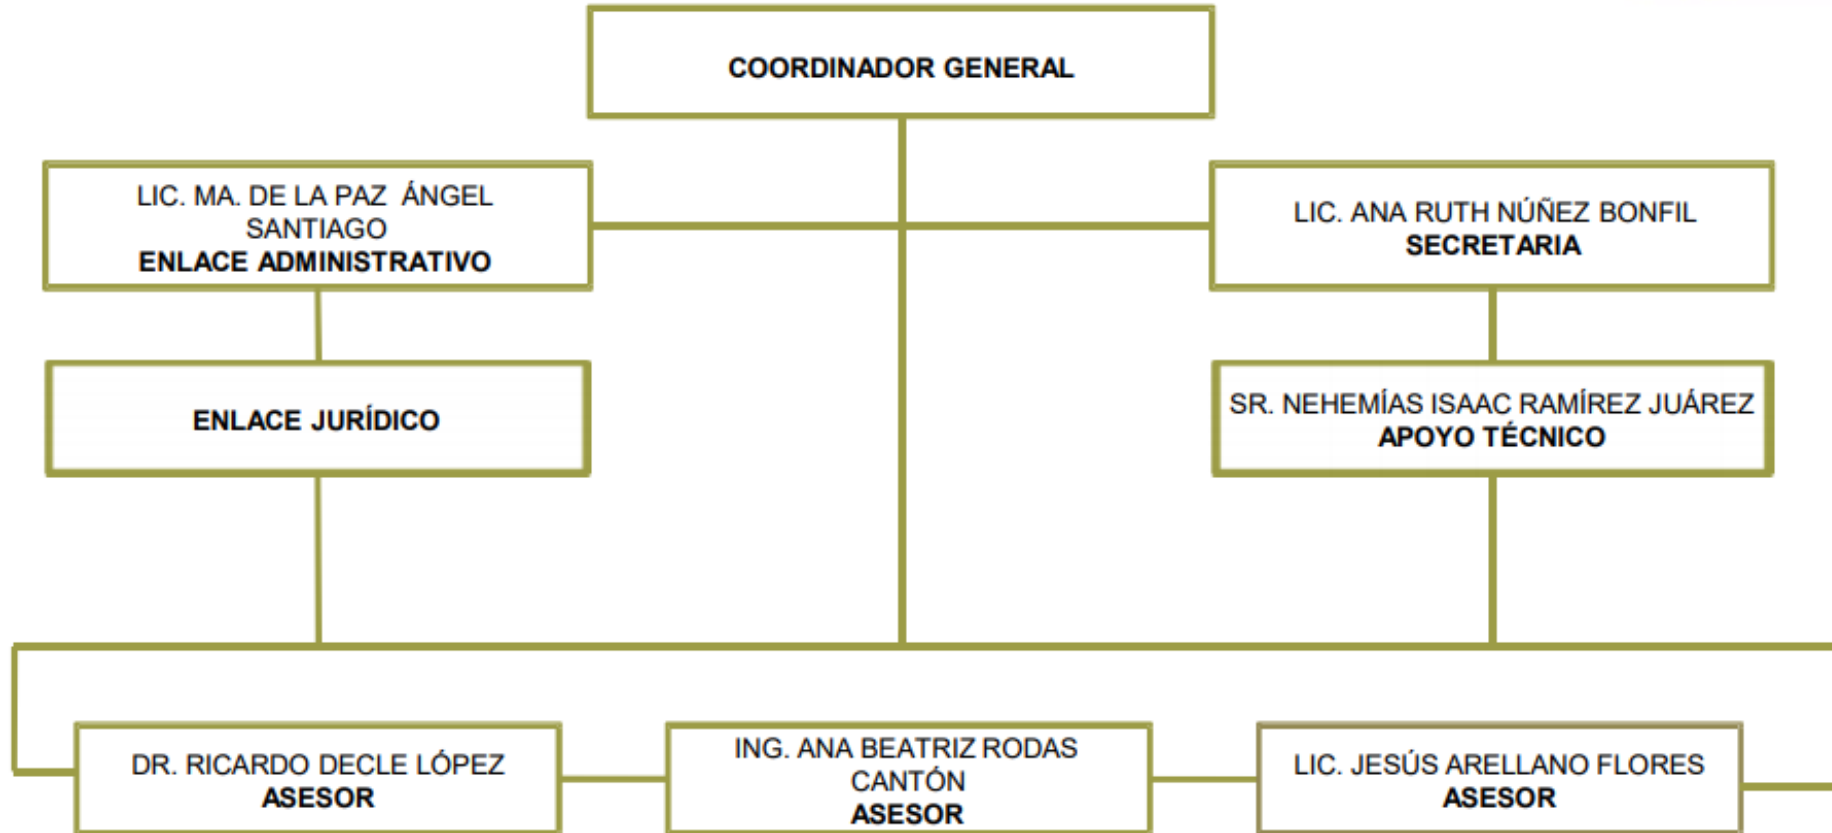 COORDINADOR GENERAL
LIC. MA. DE LA PAZ ÁNGEL
SANTIAGO
ENLACE ADMINISTRATIVO
LIC. ANA RUTH NÚÑEZ BONFIL
SECRETARIA
ENLACE JURÍDICO
SR. NEHEMÍAS ISAAC RAMÍREZ JUÁREZ
APOYO TÉCNICO
DR. RICARDO DECLE LÓPEZ
ASESOR
ING. ANA BEATRIZ RODAS
CANTÓN
ASESOR
LIC. JESÚS ARELLANO FLORES
ASESOR